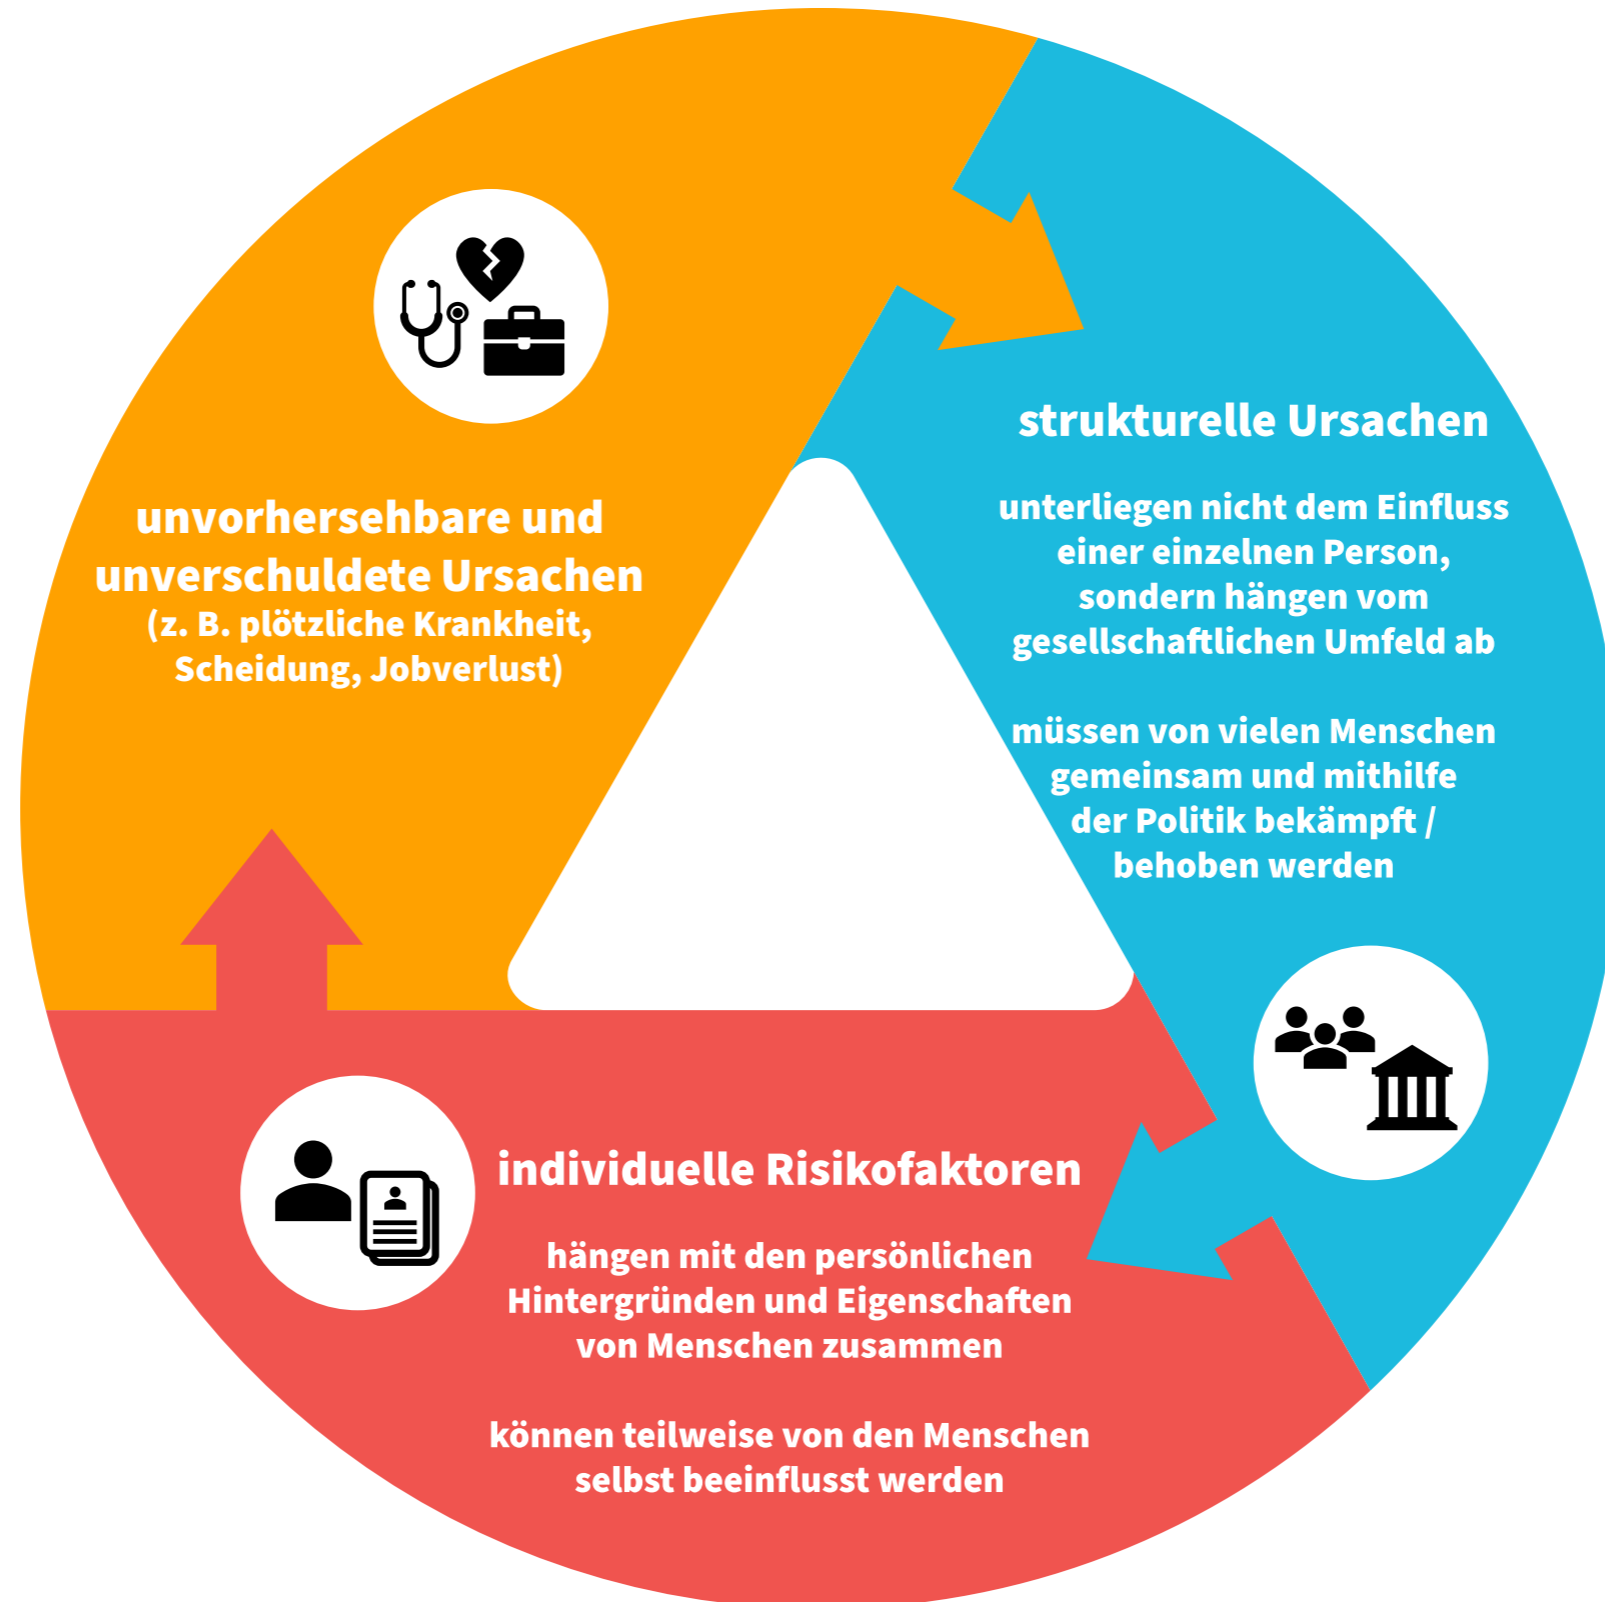 unvorhersehbare und
unverschuldete Ursachen
(z. B. plötzliche Krankheit,
Scheidung, Jobverlust)
strukturelle Ursachen
unterliegen nicht dem Einfluss
einer einzelnen Person,
sondern hängen vom
gesellschaftlichen Umfeld ab
müssen von vielen Menschen
gemeinsam und mithilfe
der Politik bekämpft /
behoben werden
individuelle Risikofaktoren
hängen mit den persönlichen
Hintergründen und Eigenschaften
von Menschen zusammen
können teilweise von den Menschen
selbst beeinflusst werden